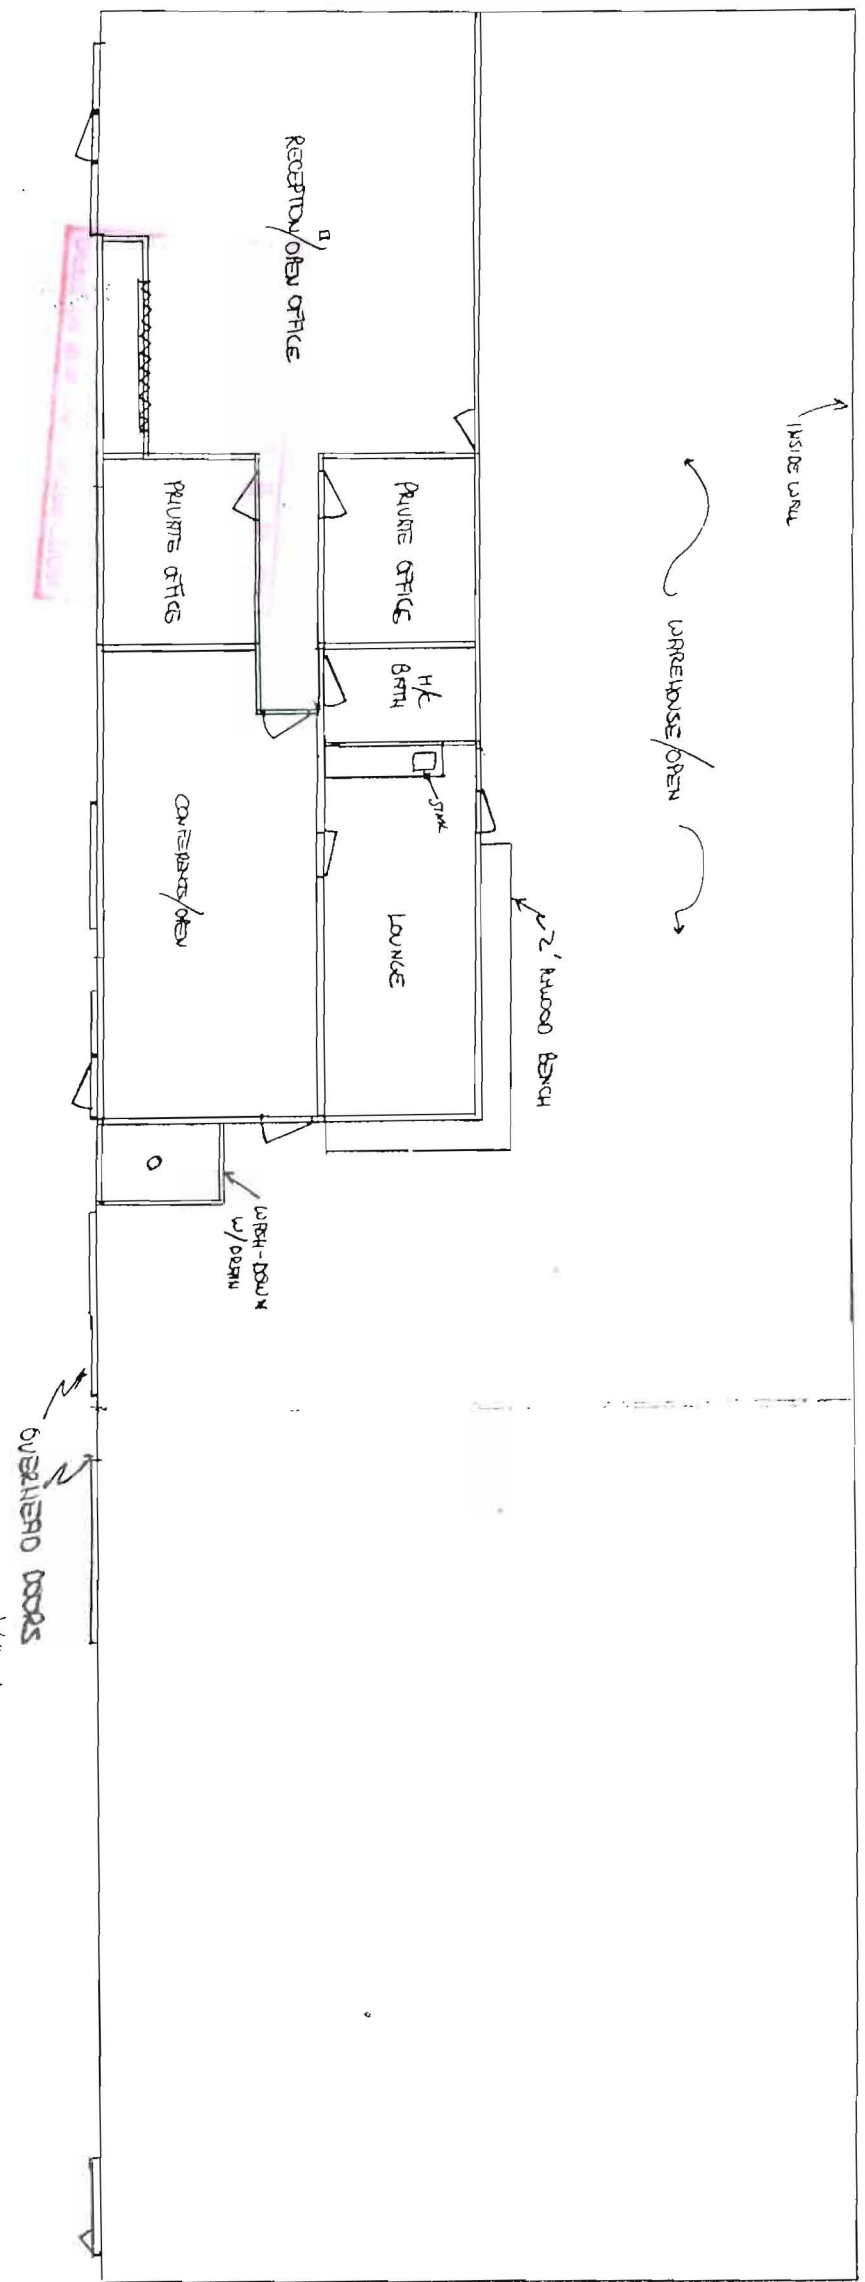 INSIDE WALL
WAREHOUSE/OPEN
RECEPTION/OPEN OFFICE
PRIVATE OFFICE
PRIVATE OFFICE
H/C
BATH
SINK
2' PLYWOOD BENCH
LOUNGE
CONFERENCE/OPEN
WASH-DOWN
W/DRAIN
OVERHEAD DOORS